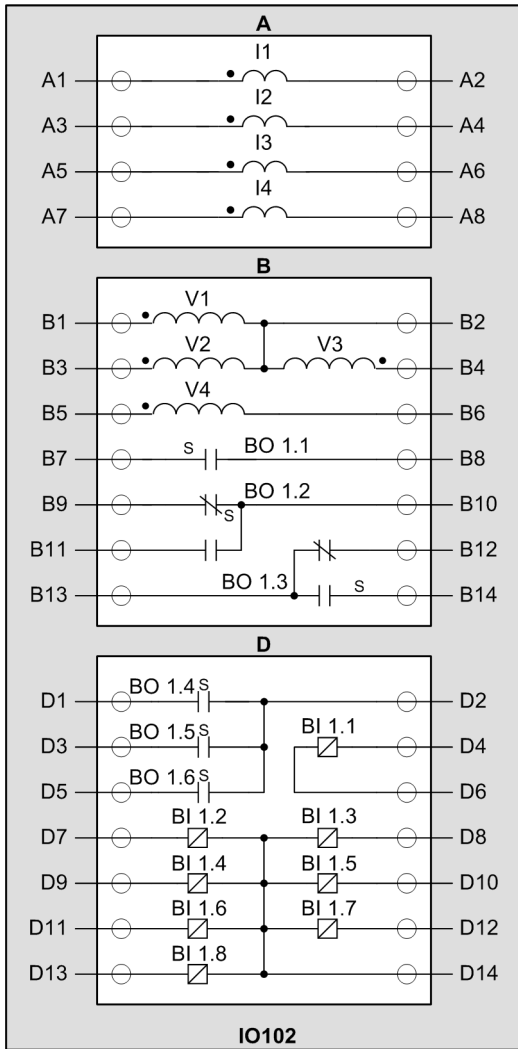 A
I1
A1 A2
I2
A3 A4
I3
A5 A6
I4
A7 A8
B
V1
B1 B2
V2 V3
B3 B4
V4
B5 B6
B7 S BO 1.1 B8
B9 S BO 1.2 B10
B11 B12
B13 BO 1.3 S B14
D
BO 1.4 S
D1 D2
BO 1.5 S BI 1.1
D3 D4
BO 1.6 S
D5 D6
BI 1.2 BI 1.3
D7 D8
BI 1.4 BI 1.5
D9 D10
BI 1.6 BI 1.7
D11 D12
BI 1.8
D13 D14
IO102